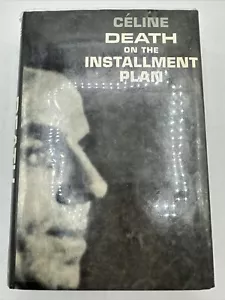 CÉLINE
DEATH
ON THE
INSTALLMENT
PLAN